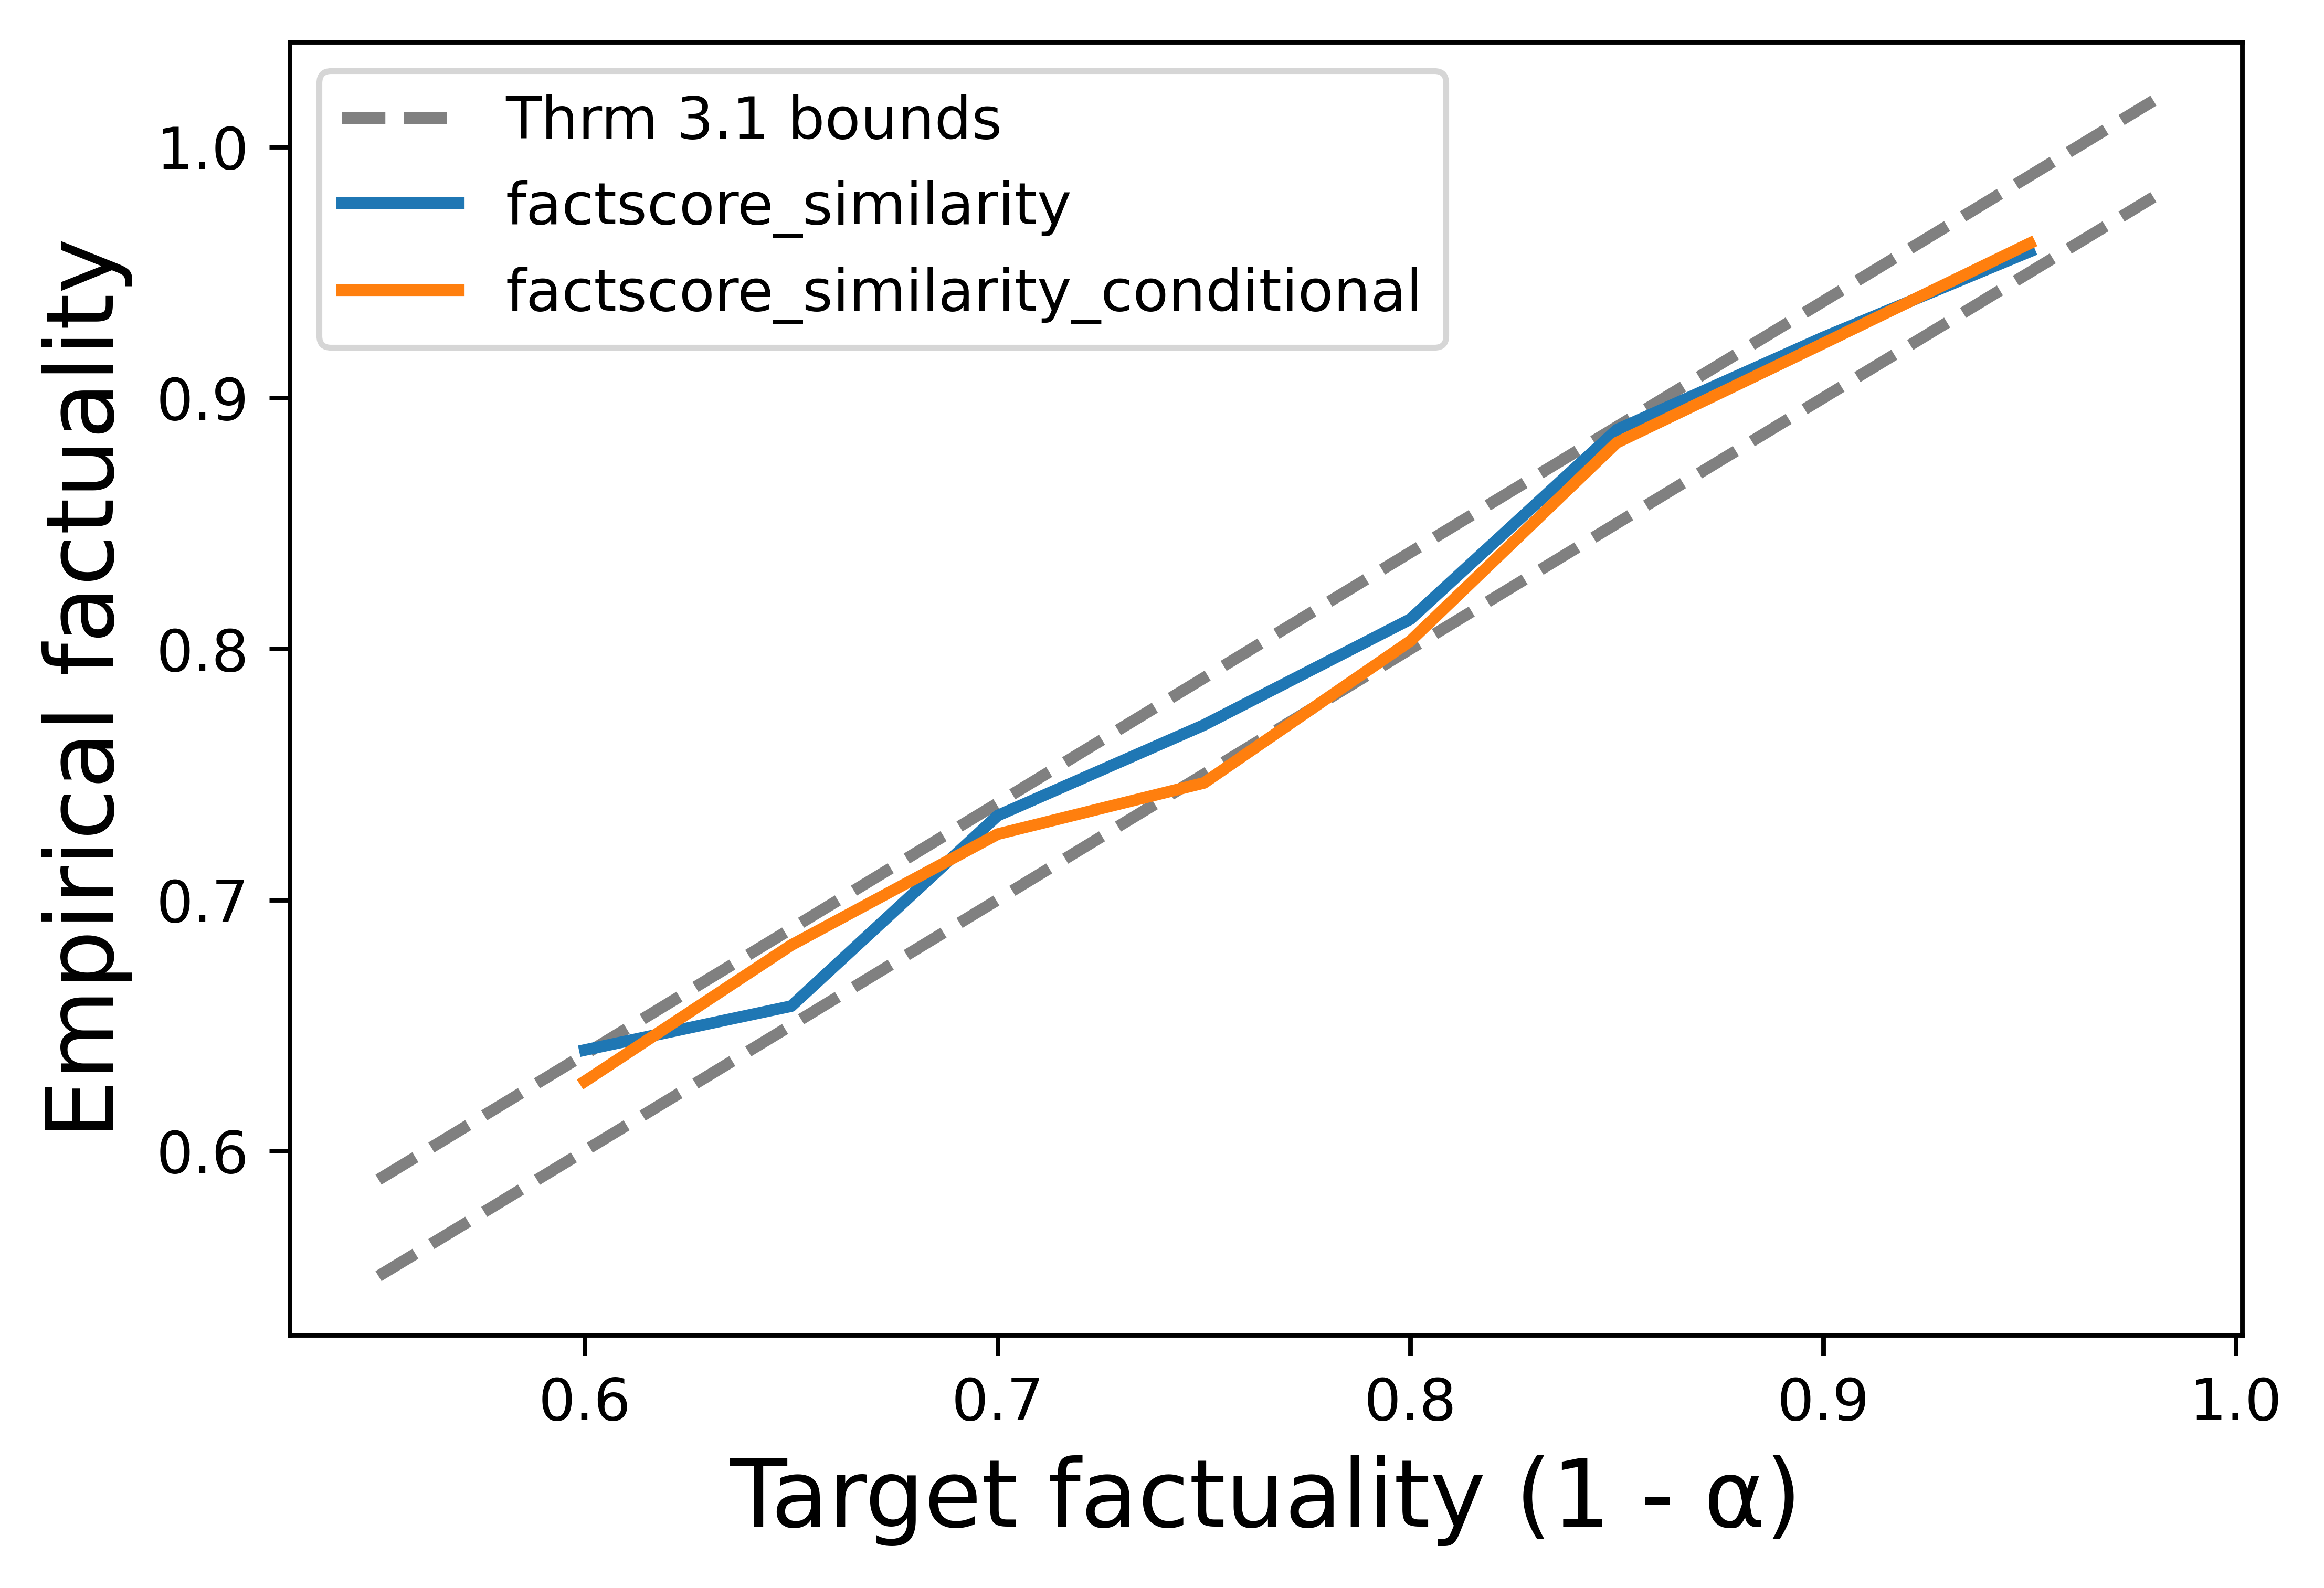 Thrm 3.1 bounds
factscore_similarity
factscore_similarity_conditional
Empirical factuality
1.0
0.9
0.8
0.7
0.6
0.6 0.7 0.8 0.9 1.0
Target factuality (1 - α)